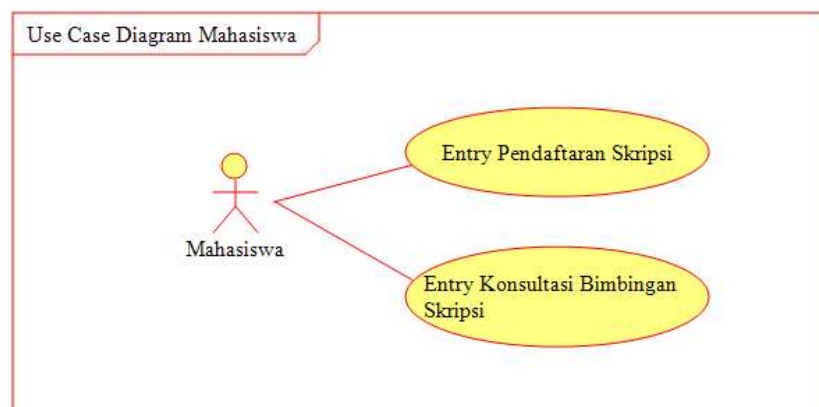 Use Case Diagram Mahasiswa
Entry Pendaftaran Skripsi
Mahasiswa
Entry Konsultasi Bimbingan
Skripsi